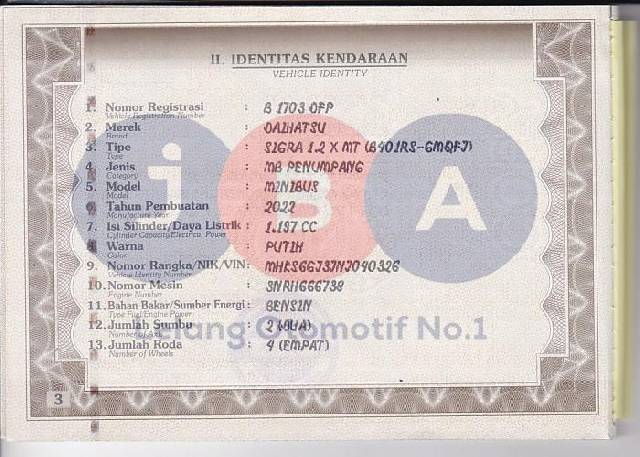 II. IDENTITAS KENDARAAN
VEHICLE IDENTITY
1. Nomor Registrasi : B 1703 OFP
Vehicle Registration Number
2. Merek : DAIHATSU
Brand
3. Tipe : SIGRA 1.2 X MT (B401RS-GMQFJ)
Type
4. Jenis : MB PENUMPANG
Category
5. Model : MINIBUS
Model
6. Tahun Pembuatan : 2022
Manufacture Year
7. Isi Silinder/Daya Listrik : 1.197 CC
Cylinder Capacity/Electrical Power
8. Warna : PUTIH
Color
9. Nomor Rangka/NIK/VIN :
Vehicle Identity Number
10. Nomor Mesin :
Engine Number
11. Bahan Bakar/Sumber Energi : BENSIN
Type Fuel/Engine Power
12. Jumlah Sumbu : 2 (DUA)
Number of Axle
13. Jumlah Roda : 4 (EMPAT)
Number of Wheels
jBA
Lelang Otomotif No.1
3